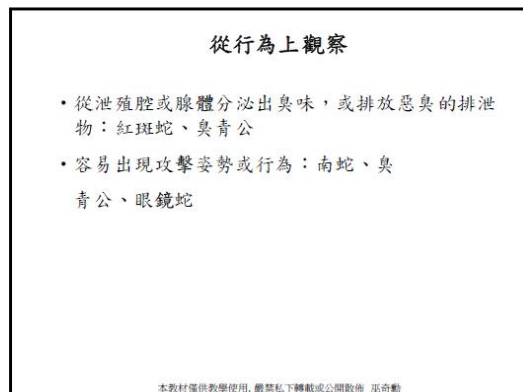 從行為上觀察
• 從泄殖腔或腺體分泌出臭味，或排放惡臭的排泄
物：紅斑蛇、臭青公
• 容易出現攻擊姿勢或行為：南蛇、臭
青公、眼鏡蛇
本教材僅供教學使用, 嚴禁私下轉載或公開散佈 巫奇勳